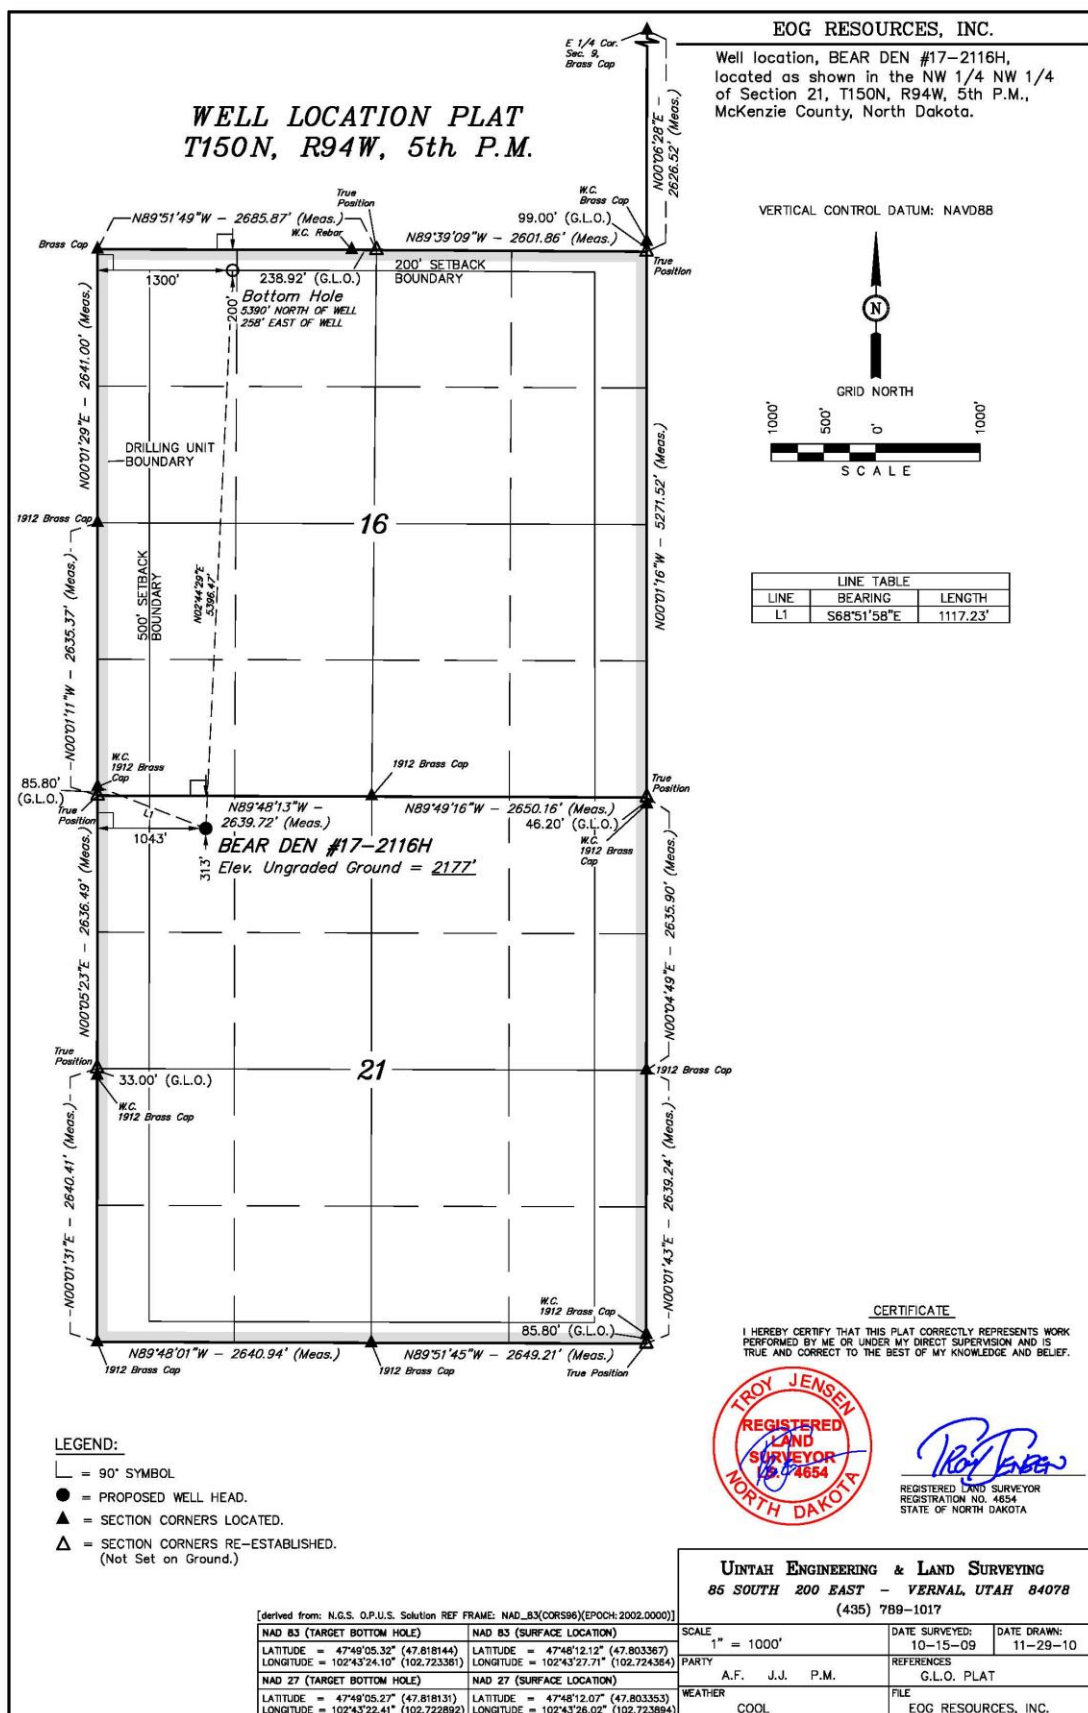 EOG RESOURCES, INC.
Well location, BEAR DEN #17-2116H,
located as shown in the NW 1/4 NW 1/4
of Section 21, T150N, R94W, 5th P.M.,
McKenzie County, North Dakota.
WELL LOCATION PLAT
T150N, R94W, 5th P.M.
E 1/4 Cor.
Sec. 9,
Brass Cap
N00°06'28"E -
2626.52' (Meas.)
W.C.
Brass Cap
99.00' (G.L.O.)
True
Position
N89°51'49"W - 2685.87' (Meas.)
W.C. Rebar
N89°39'09"W - 2601.86' (Meas.)
True
Position
Brass Cap
1300'
238.92' (G.L.O.)
200' SETBACK
BOUNDARY
Bottom Hole
5390' NORTH OF WELL
258' EAST OF WELL
200'
N00°01'29"E - 2641.00' (Meas.)
DRILLING UNIT
BOUNDARY
1912 Brass Cap
16
N00°01'16"W - 5271.52' (Meas.)
500' SETBACK
BOUNDARY
N02°44'29"E
5396.47'
N00°01'11"W - 2635.37' (Meas.)
W.C.
1912 Brass
Cap
85.80'
(G.L.O.)
True
Position
L1
1912 Brass Cap
N89°48'13"W -
2639.72' (Meas.)
N89°49'16"W - 2650.16' (Meas.)
46.20' (G.L.O.)
True
Position
W.C.
1912 Brass
Cap
1043'
313'
BEAR DEN #17-2116H
Elev. Ungraded Ground = 2177'
N00°05'23"E - 2636.49' (Meas.)
N00°04'49"E - 2635.90' (Meas.)
True
Position
33.00' (G.L.O.)
W.C.
1912 Brass Cap
21
1912 Brass Cap
N00°01'31"E - 2640.41' (Meas.)
N00°01'43"E - 2639.24' (Meas.)
W.C.
1912 Brass Cap
85.80' (G.L.O.)
N89°48'01"W - 2640.94' (Meas.)
N89°51'45"W - 2649.21' (Meas.)
1912 Brass Cap
1912 Brass Cap
True Position
VERTICAL CONTROL DATUM: NAVD88
N
GRID NORTH
1000'
500'
0'
1000'
SCALE
LINE TABLE
LINE BEARING LENGTH
L1 S68°51'58"E 1117.23'
CERTIFICATE
I HEREBY CERTIFY THAT THIS PLAT CORRECTLY REPRESENTS WORK
PERFORMED BY ME OR UNDER MY DIRECT SUPERVISION AND IS
TRUE AND CORRECT TO THE BEST OF MY KNOWLEDGE AND BELIEF.
TROY JENSEN
REGISTERED
LAND
SURVEYOR
LS. 4654
NORTH DAKOTA
Troy Jensen
REGISTERED LAND SURVEYOR
REGISTRATION NO. 4654
STATE OF NORTH DAKOTA
LEGEND:
= 90° SYMBOL
= PROPOSED WELL HEAD.
= SECTION CORNERS LOCATED.
= SECTION CORNERS RE-ESTABLISHED.
(Not Set on Ground.)
UINTAH ENGINEERING & LAND SURVEYING
85 SOUTH 200 EAST - VERNAL, UTAH 84078
(435) 789-1017
SCALE
1" = 1000'
DATE SURVEYED:
10-15-09
DATE DRAWN:
11-29-10
PARTY
A.F. J.J. P.M.
REFERENCES
G.L.O. PLAT
WEATHER
COOL
FILE
EOG RESOURCES, INC.
[derived from: N.G.S. O.P.U.S. Solution REF FRAME: NAD_83(CORS96)(EPOCH:2002.0000)]
NAD 83 (TARGET BOTTOM HOLE)
LATITUDE = 47°49'05.32" (47.818144)
LONGITUDE = 102°43'24.10" (102.723361)
NAD 83 (SURFACE LOCATION)
LATITUDE = 47°48'12.12" (47.803367)
LONGITUDE = 102°43'27.71" (102.724364)
NAD 27 (TARGET BOTTOM HOLE)
LATITUDE = 47°49'05.27" (47.818131)
LONGITUDE = 102°43'22.41" (102.722892)
NAD 27 (SURFACE LOCATION)
LATITUDE = 47°48'12.07" (47.803353)
LONGITUDE = 102°43'26.02" (102.723894)